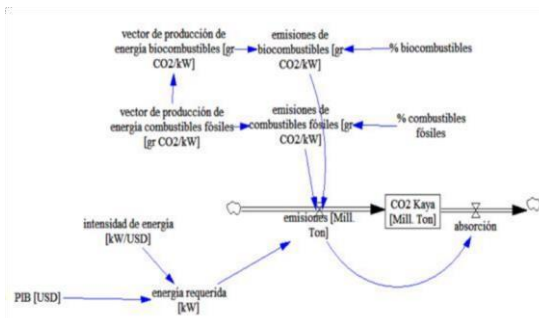 vector de producción de
energía biocombustibles [gr
CO2/kW]
emisiones de
biocombustibles [gr
CO2/kW]
% biocombustibles
vector de producción de
energía combustibles fósiles
[gr CO2/kW]
emisiones de
combustibles fósiles [gr
CO2/kW]
% combustibles
fósiles
emisiones [Mill.
Ton]
CO2 Kaya
[Mill. Ton]
absorción
intensidad de energía
[kW/USD]
PIB [USD]
energía requerida
[kW]